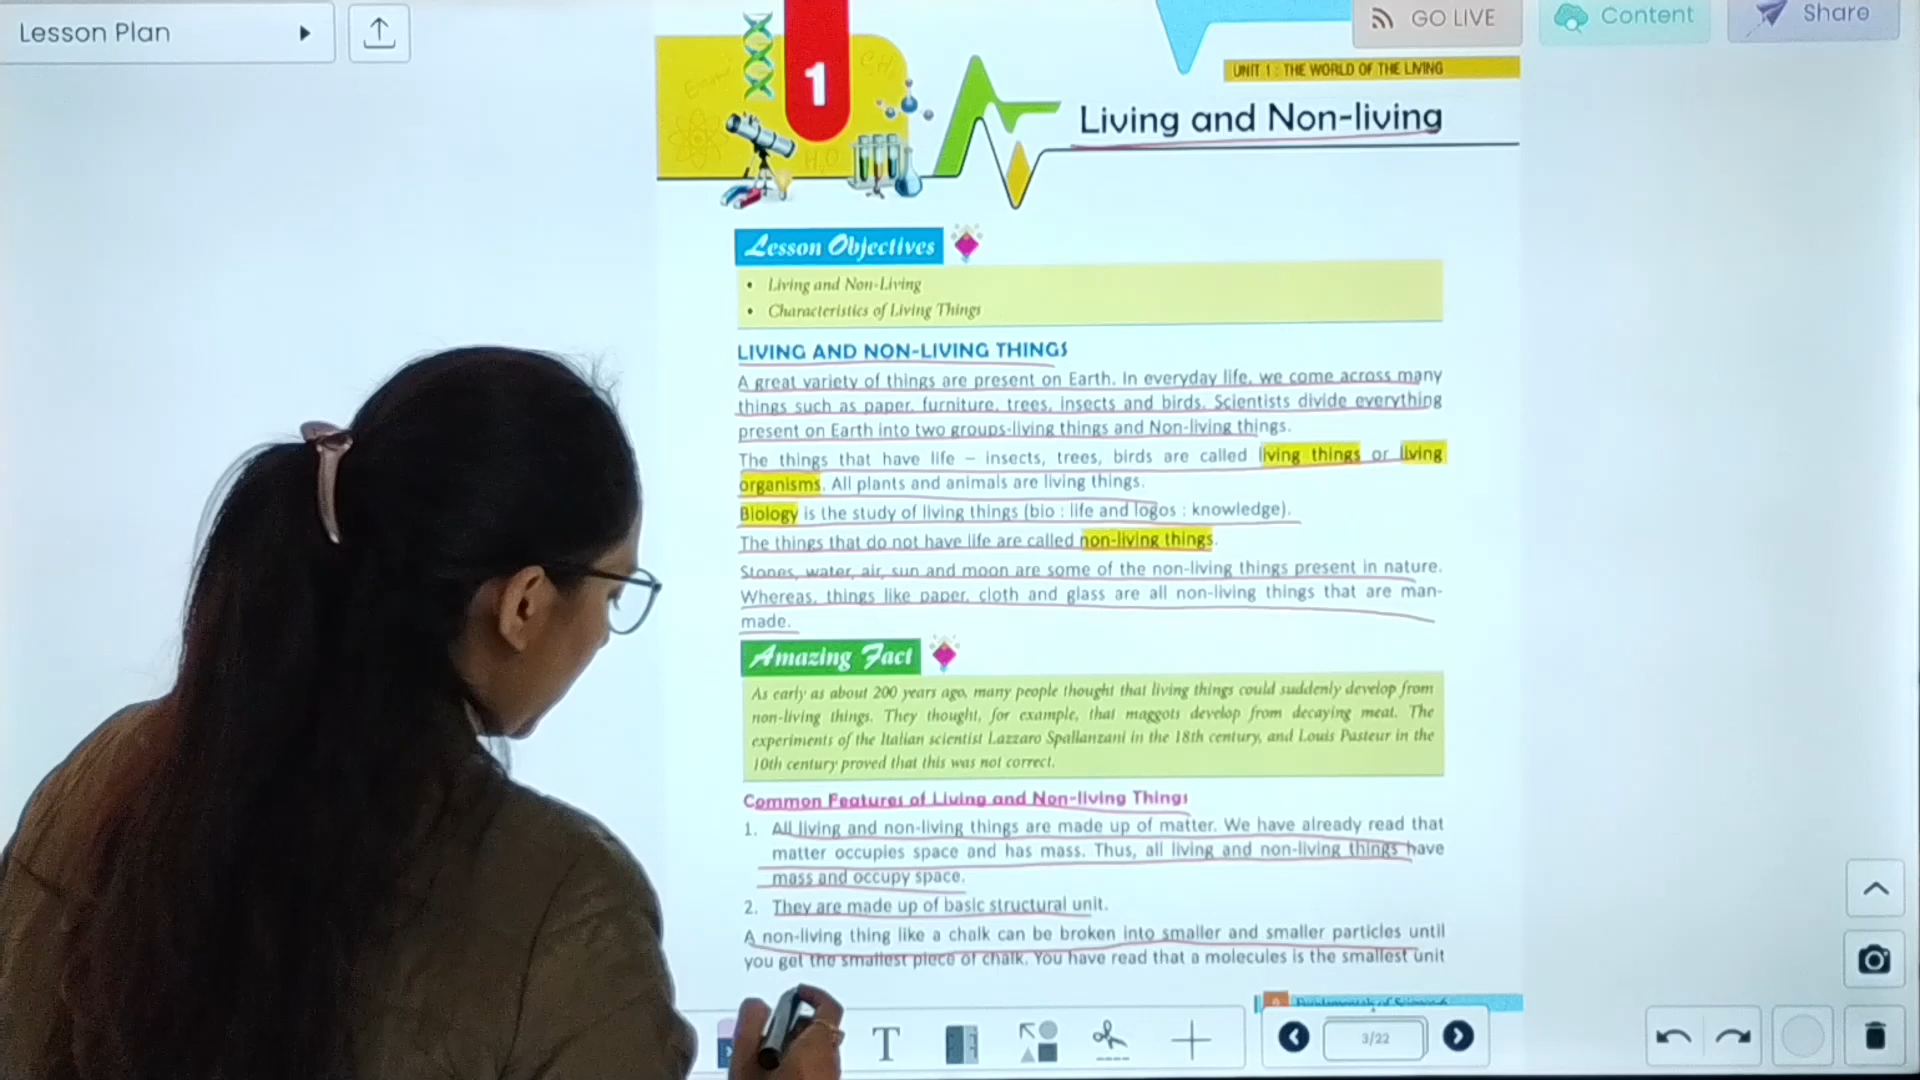 Lesson Plan
GO LIVE
Content
Share
1
H₂O
UNIT 1 : THE WORLD OF THE LIVING
Living and Non-living
Lesson Objectives
• Living and Non-Living
• Characteristics of Living Things
LIVING AND NON-LIVING THINGS
A great variety of things are present on Earth. In everyday life, we come across many
things such as paper, furniture, trees, insects and birds. Scientists divide everything
present on Earth into two groups-living things and Non-living things.
The things that have life – insects, trees, birds are called living things or living
organisms. All plants and animals are living things.
Biology is the study of living things (bio : life and logos : knowledge).
The things that do not have life are called non-living things.
Stones, water, air, sun and moon are some of the non-living things present in nature.
Whereas, things like paper, cloth and glass are all non-living things that are man-
made.
Amazing Fact
As early as about 200 years ago, many people thought that living things could suddenly develop from
non-living things. They thought, for example, that maggots develop from decaying meat. The
experiments of the Italian scientist Lazzaro Spallanzani in the 18th century, and Louis Pasteur in the
10th century proved that this was not correct.
Common Features of Living and Non-living Things
1. All living and non-living things are made up of matter. We have already read that
matter occupies space and has mass. Thus, all living and non-living things have
mass and occupy space.
2. They are made up of basic structural unit.
A non-living thing like a chalk can be broken into smaller and smaller particles until
you get the smallest piece of chalk. You have read that a molecules is the smallest unit
Fundamentals of Science
T
3/22